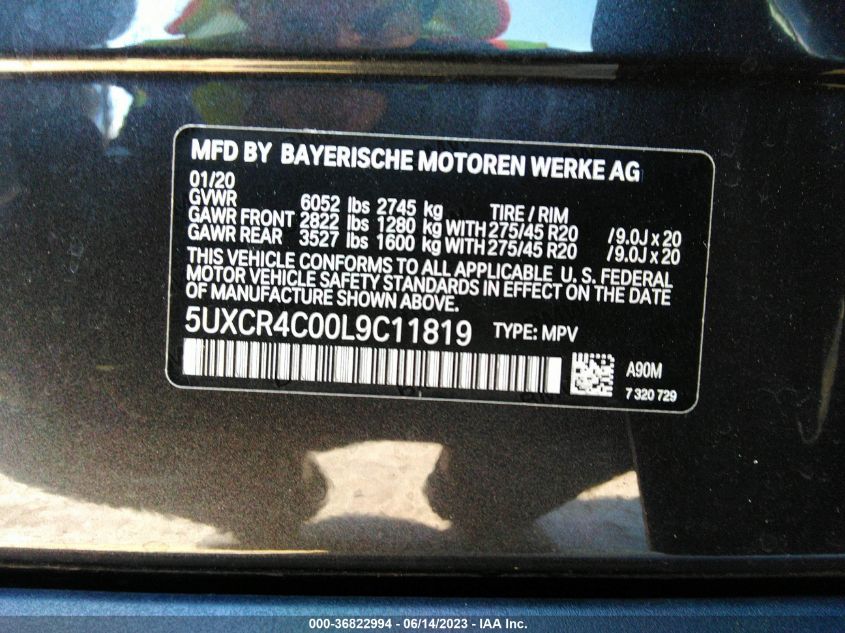 MFD BY BAYERISCHE MOTOREN WERKE AG
01/20
GVWR 6052 lbs 2745 kg TIRE / RIM
GAWR FRONT 2822 lbs 1280 kg WITH 275/45 R20 /9.0J x 20
GAWR REAR 3527 lbs 1600 kg WITH 275/45 R20 /9.0J x 20
THIS VEHICLE CONFORMS TO ALL APPLICABLE U. S. FEDERAL
MOTOR VEHICLE SAFETY STANDARDS IN EFFECT ON THE DATE
OF MANUFACTURE SHOWN ABOVE.
5UXCR4C00L9C11819 TYPE: MPV
A90M
7 320 729
000-36822994 - 06/14/2023 - IAA Inc.